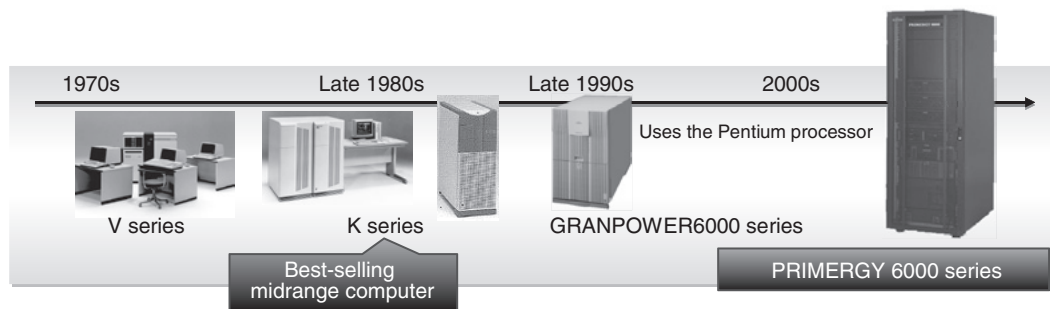 1970s
Late 1980s
Late 1990s
2000s
Uses the Pentium processor
V series
K series
GRANPOWER6000 series
Best-selling
midrange computer
PRIMERGY 6000 series